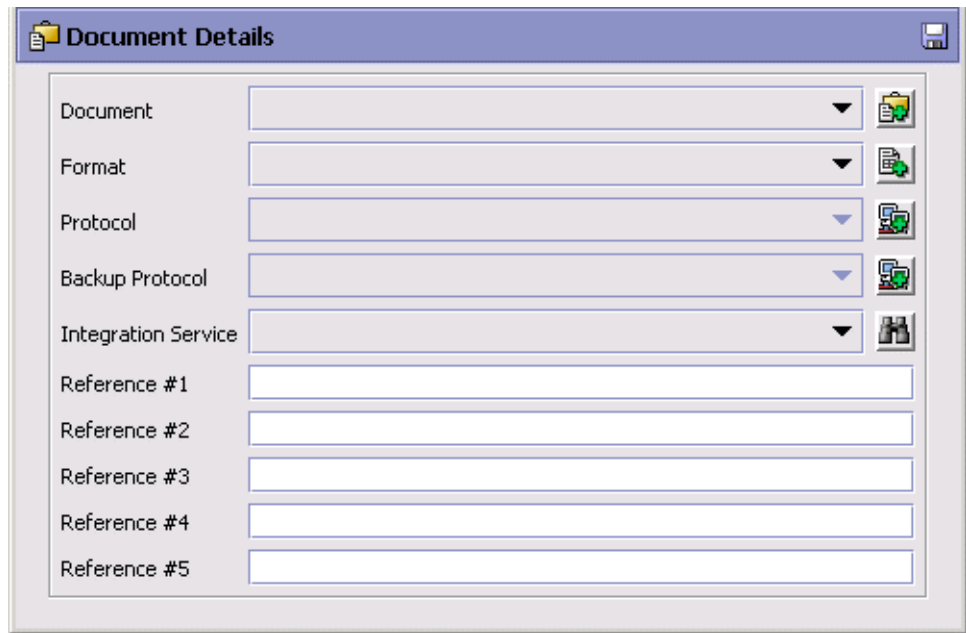 Document Details
Document
Format
Protocol
Backup Protocol
Integration Service
Reference #1
Reference #2
Reference #3
Reference #4
Reference #5